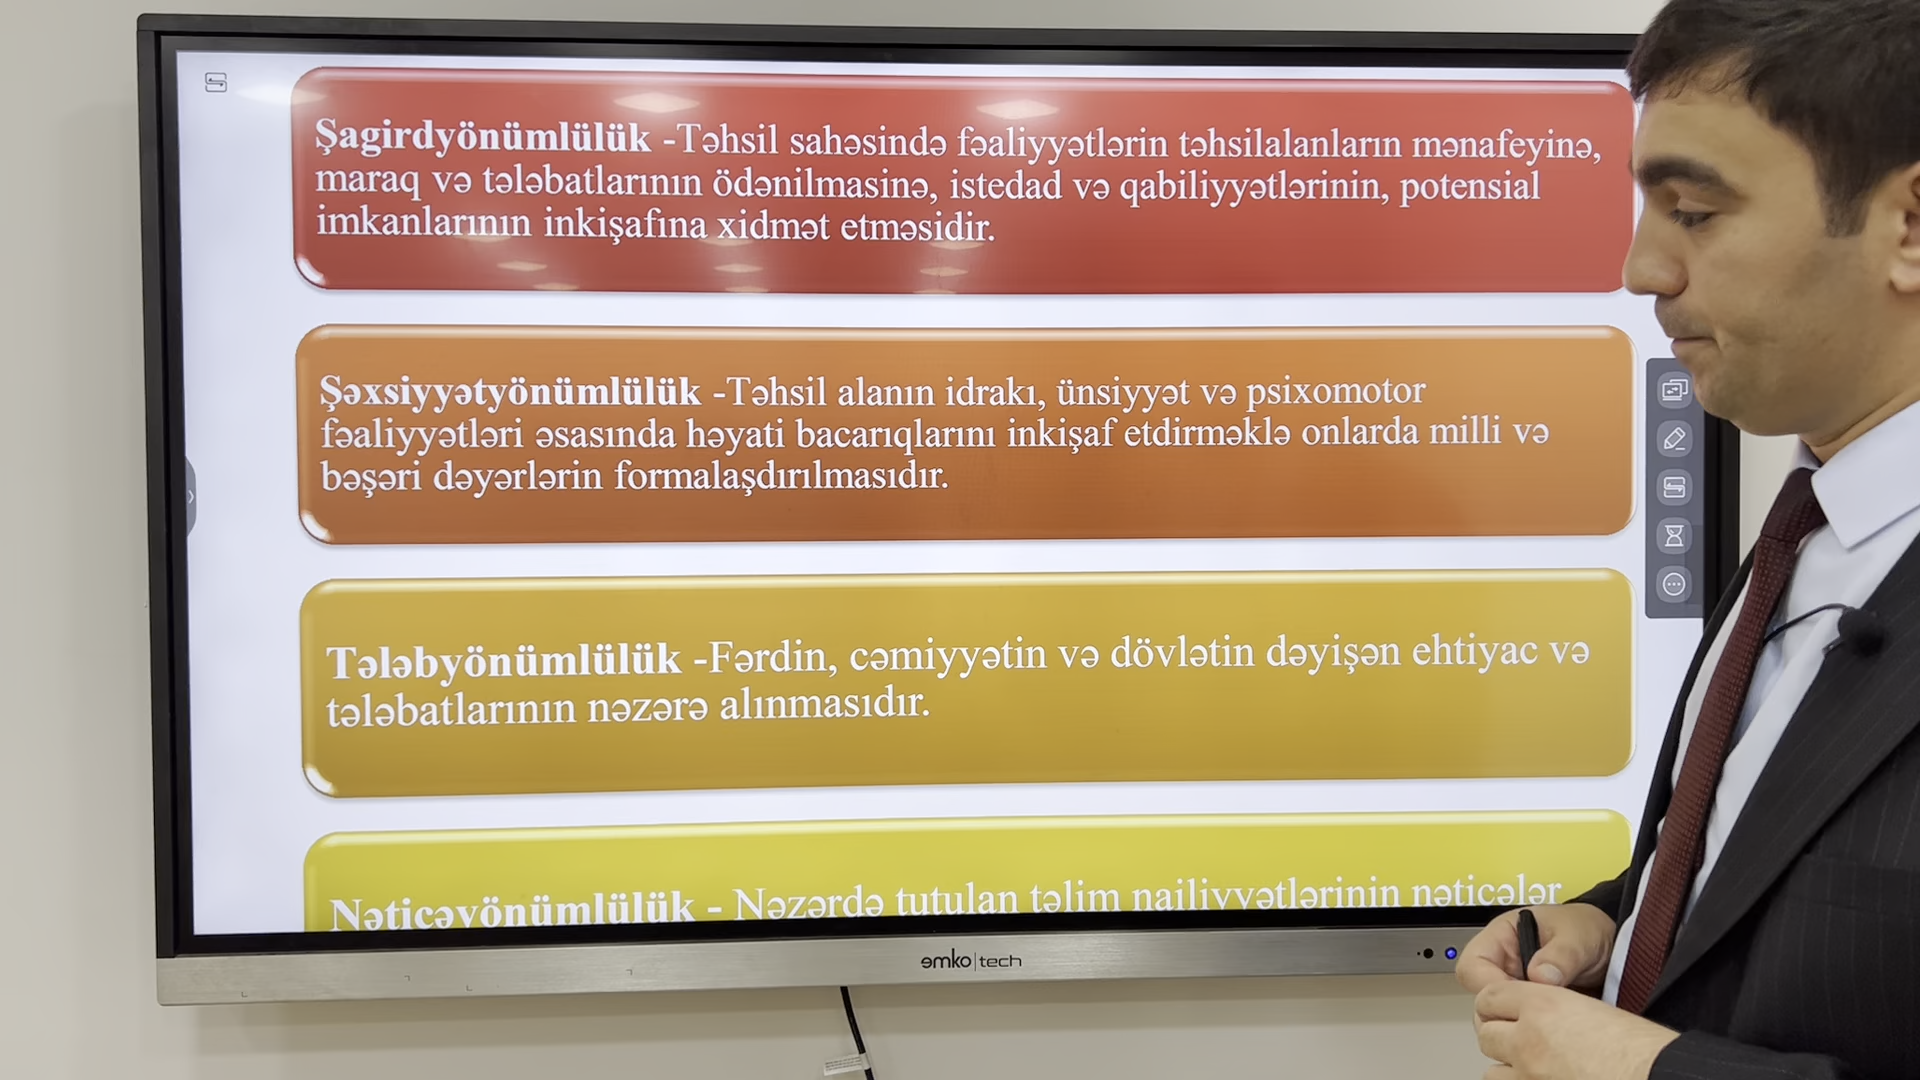 Şagirdyönümlülük -Təhsil sahəsində fəaliyyətlərin təhsilalanların mənafeyinə,
maraq və tələbatlarının ödənilməsinə, istedad və qabiliyyətlərinin, potensial
imkanlarının inkişafına xidmət etməsidir.
Şəxsiyyətyönümlülük -Təhsil alanın idrakı, ünsiyyət və psixomotor
fəaliyyətləri əsasında həyati bacarıqlarını inkişaf etdirməklə onlarda milli və
bəşəri dəyərlərin formalaşdırılmasıdır.
Tələbyönümlülük -Fərdin, cəmiyyətin və dövlətin dəyişən ehtiyac və
tələbatlarının nəzərə alınmasıdır.
Nəticəyönümlülük - Nəzərdə tutulan təlim nailiyyətlərinin nəticələr
emko|tech